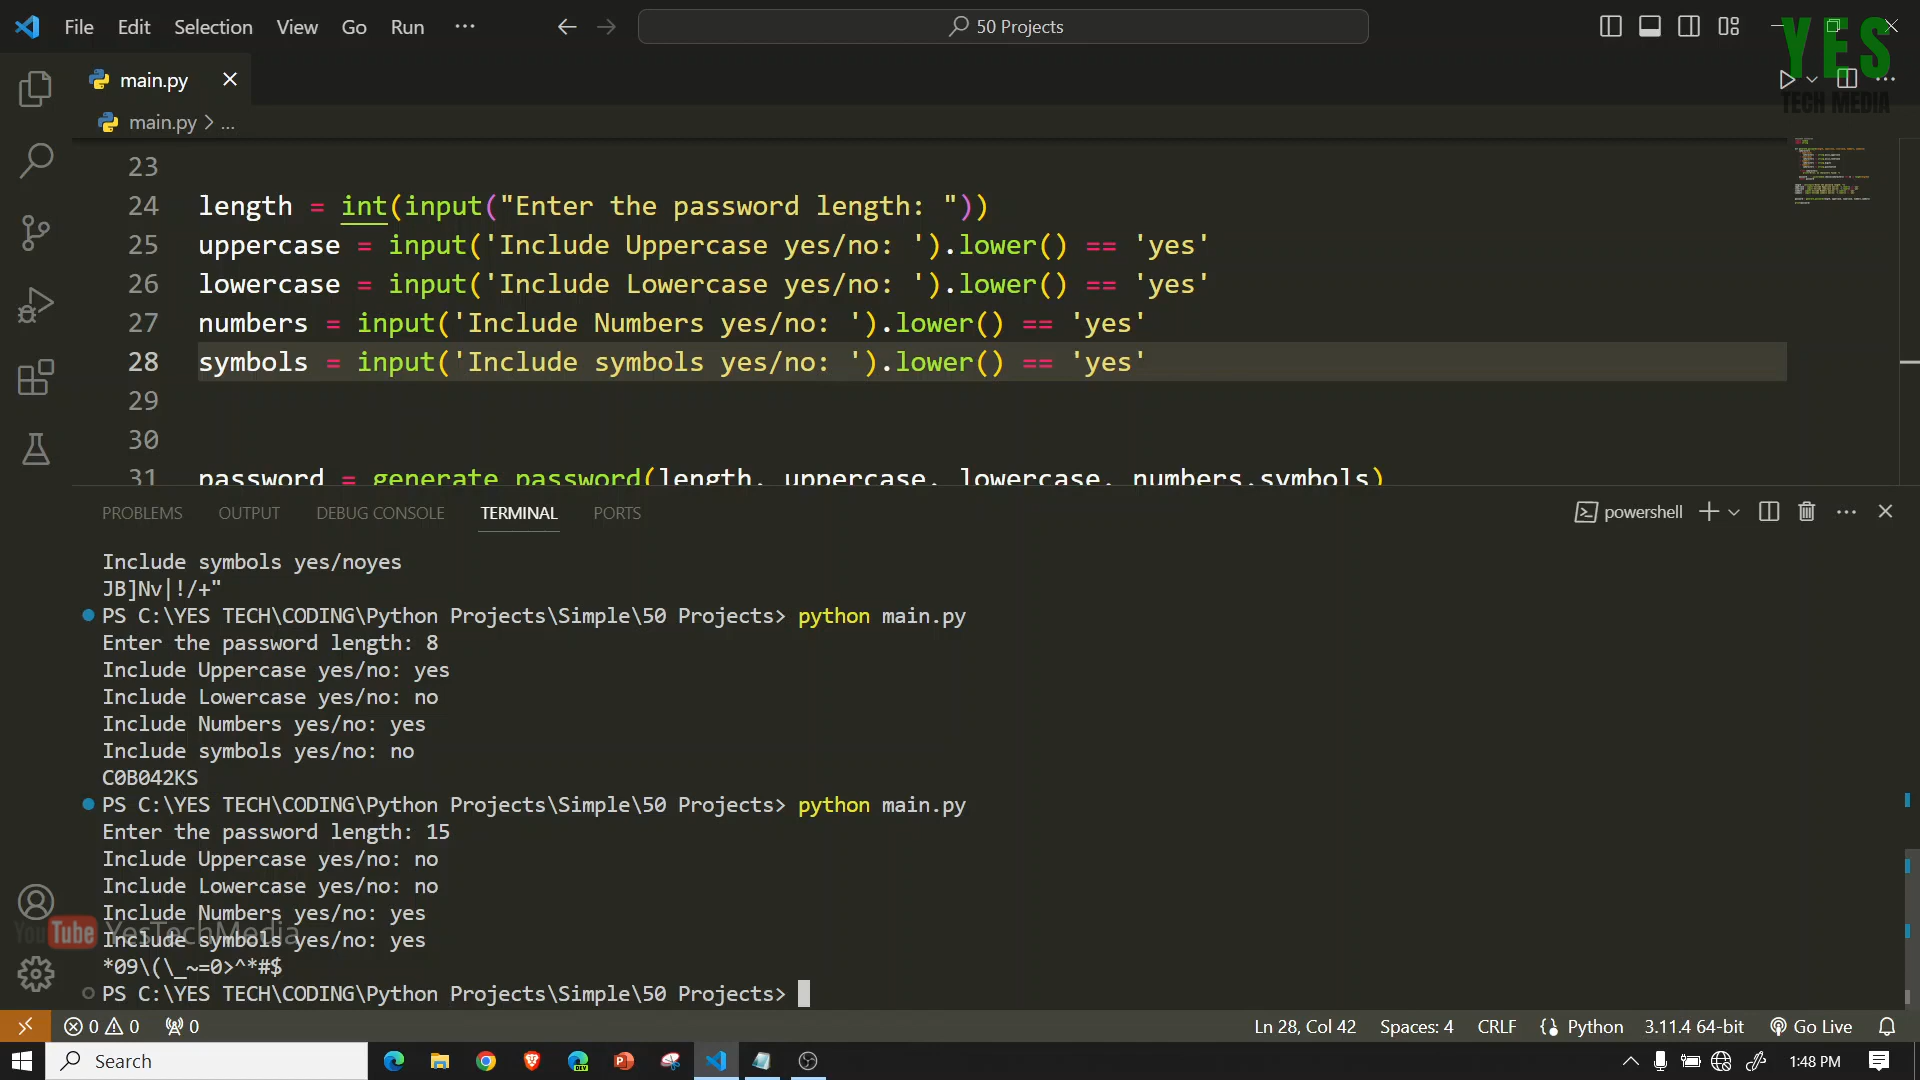 File Edit Selection View Go Run ···
50 Projects
YES
TECH MEDIA
main.py
main.py > ...
23
24 length = int(input("Enter the password length: "))
25 uppercase = input('Include Uppercase yes/no: ').lower() == 'yes'
26 lowercase = input('Include Lowercase yes/no: ').lower() == 'yes'
27 numbers = input('Include Numbers yes/no: ').lower() == 'yes'
28 symbols = input('Include symbols yes/no: ').lower() == 'yes'
29
30
31 password = generate_password(length, uppercase, lowercase, numbers,symbols)
PROBLEMS OUTPUT DEBUG CONSOLE TERMINAL PORTS
powershell
Include symbols yes/noyes
JB]Nv|!/+"
PS C:\YES TECH\CODING\Python Projects\Simple\50 Projects> python main.py
Enter the password length: 8
Include Uppercase yes/no: yes
Include Lowercase yes/no: no
Include Numbers yes/no: yes
Include symbols yes/no: no
C0B042KS
PS C:\YES TECH\CODING\Python Projects\Simple\50 Projects> python main.py
Enter the password length: 15
Include Uppercase yes/no: no
Include Lowercase yes/no: no
Include Numbers yes/no: yes
YouTube YesTechMedia
Include symbols yes/no: yes
*09\(\_~=0>^*#$
PS C:\YES TECH\CODING\Python Projects\Simple\50 Projects>
0 0 0
Ln 28, Col 42 Spaces: 4 CRLF Python 3.11.4 64-bit Go Live
Search
1:48 PM